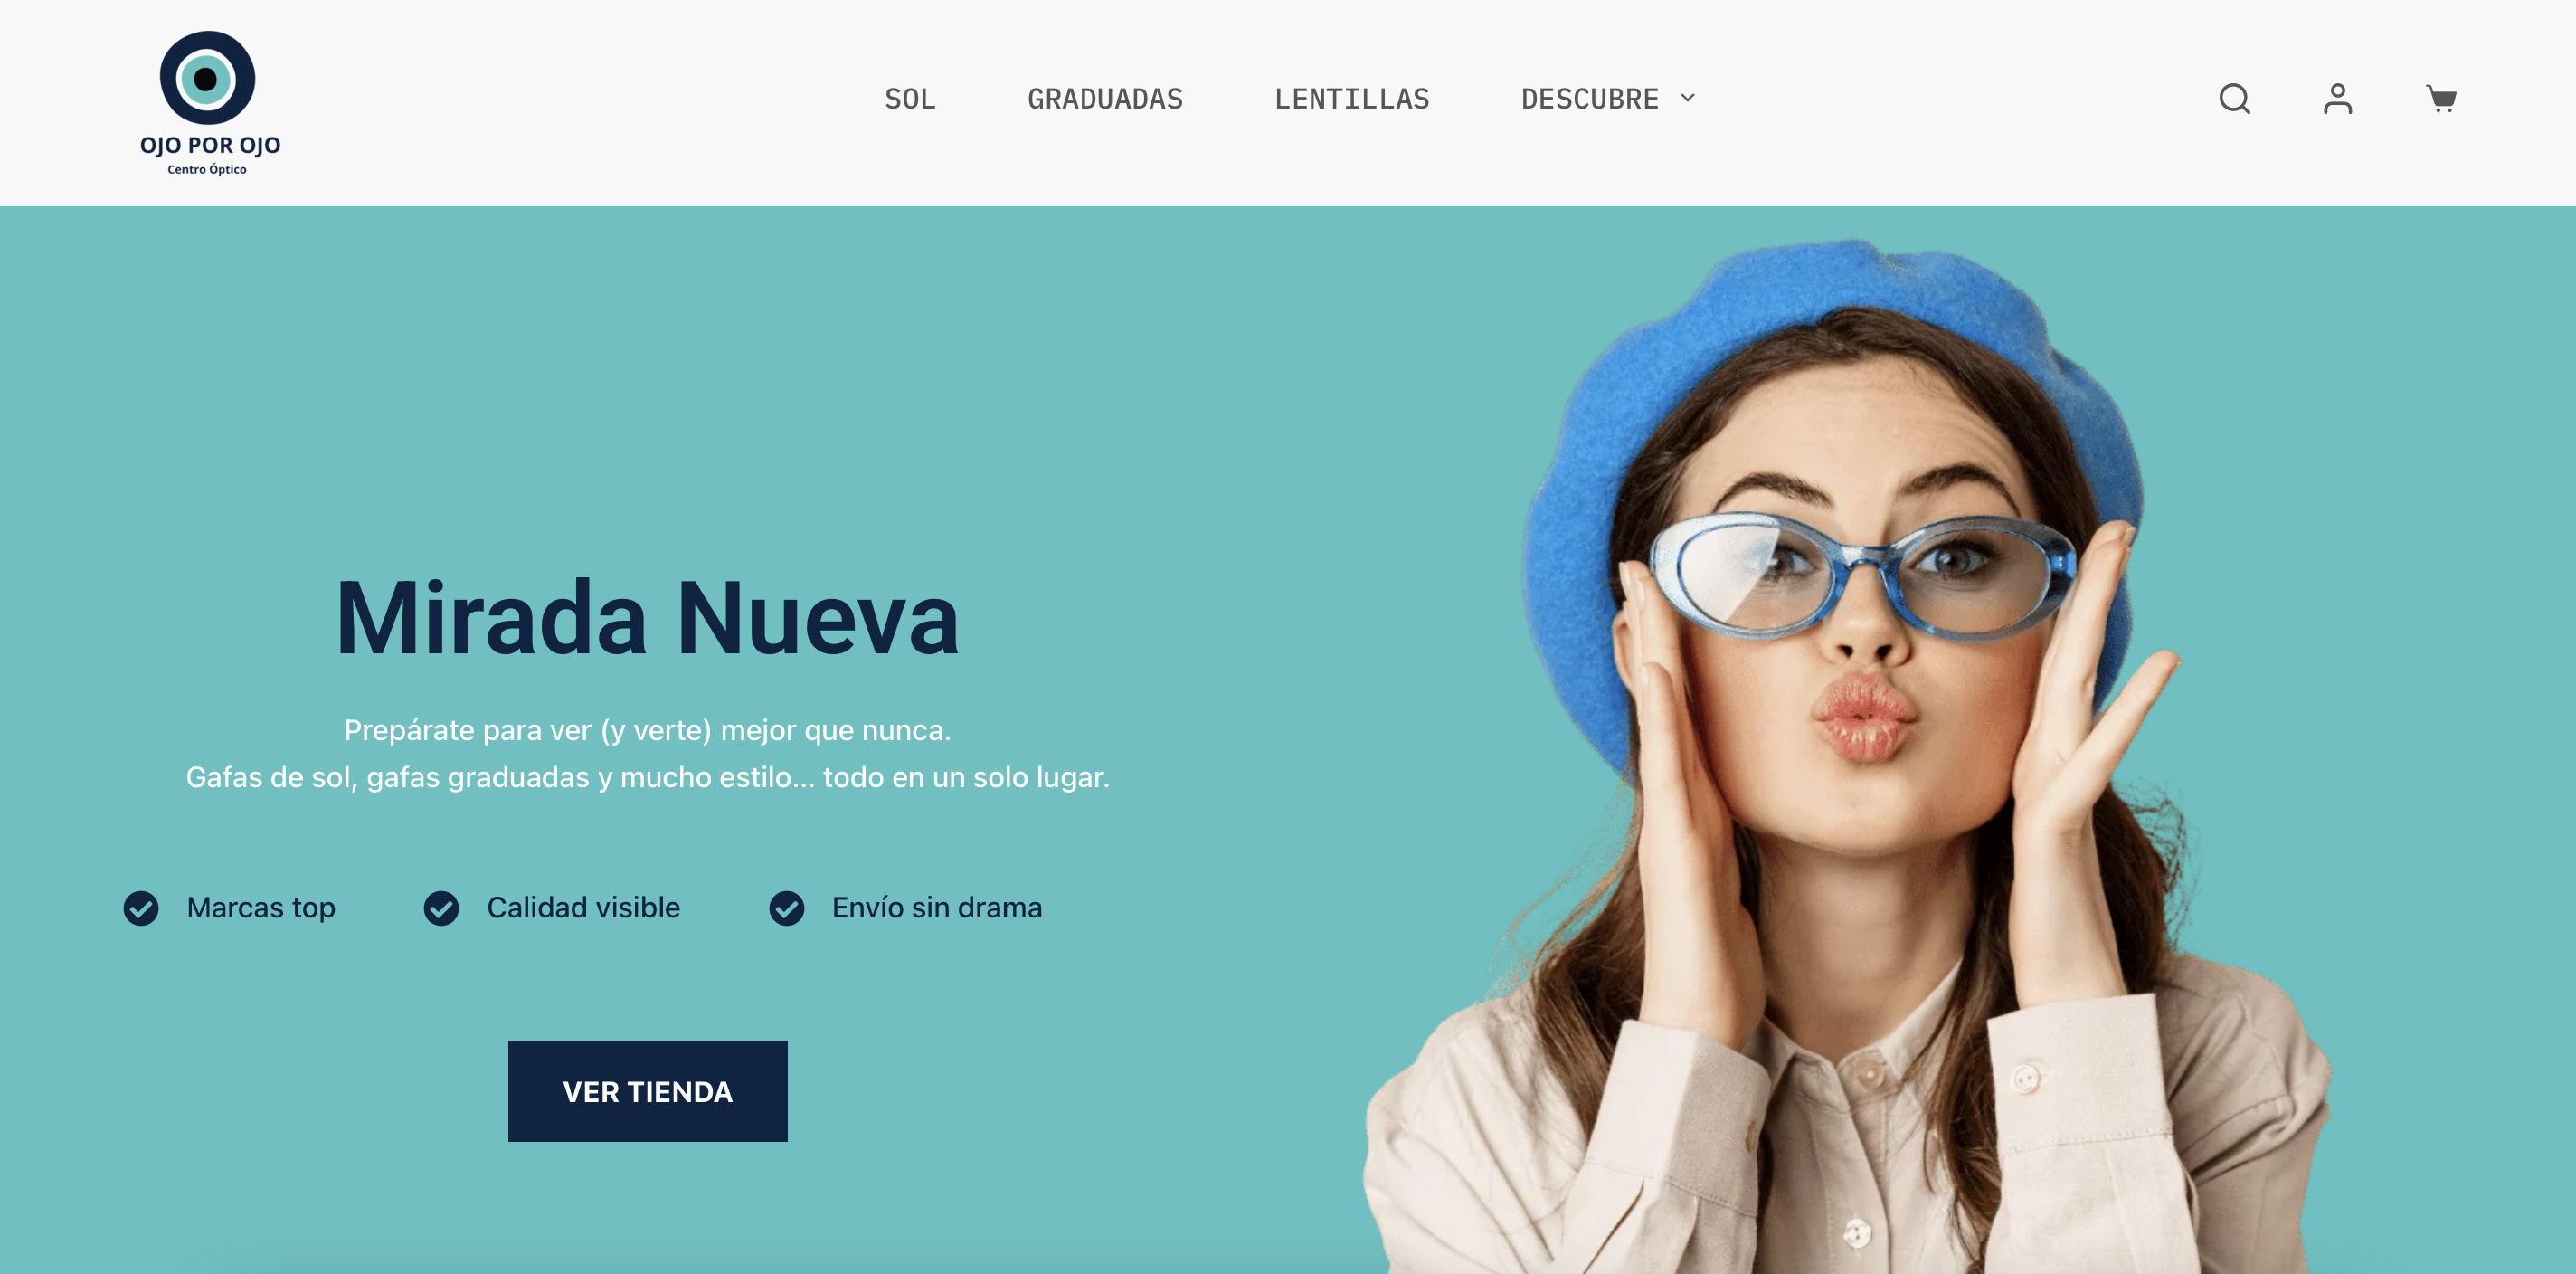 OJO POR OJO
Centro Óptico
SOL
GRADUADAS
LENTILLAS
DESCUBRE
Mirada Nueva
Prepárate para ver (y verte) mejor que nunca.
Gafas de sol, gafas graduadas y mucho estilo... todo en un solo lugar.
Marcas top
Calidad visible
Envío sin drama
VER TIENDA